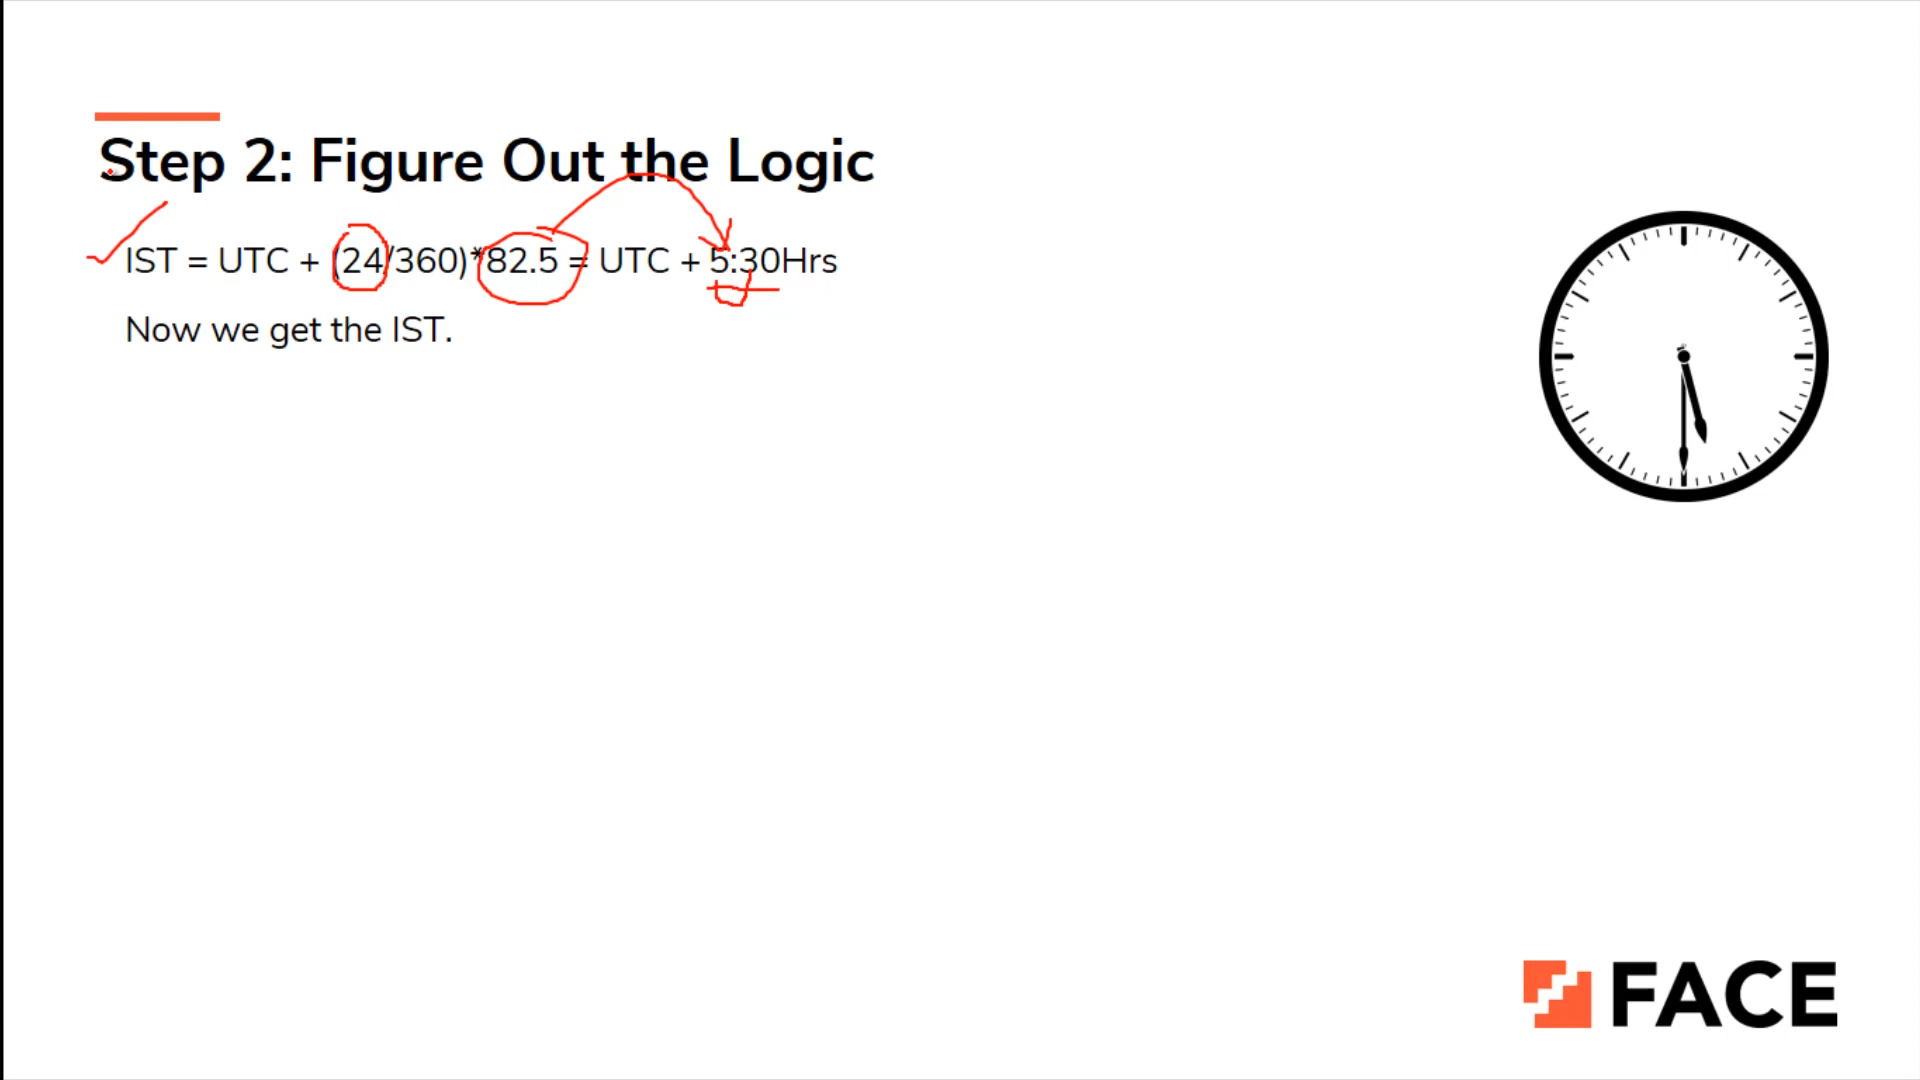 Step 2: Figure Out the Logic
IST = UTC + (24/360)*82.5 = UTC + 5:30Hrs
Now we get the IST.
FACE